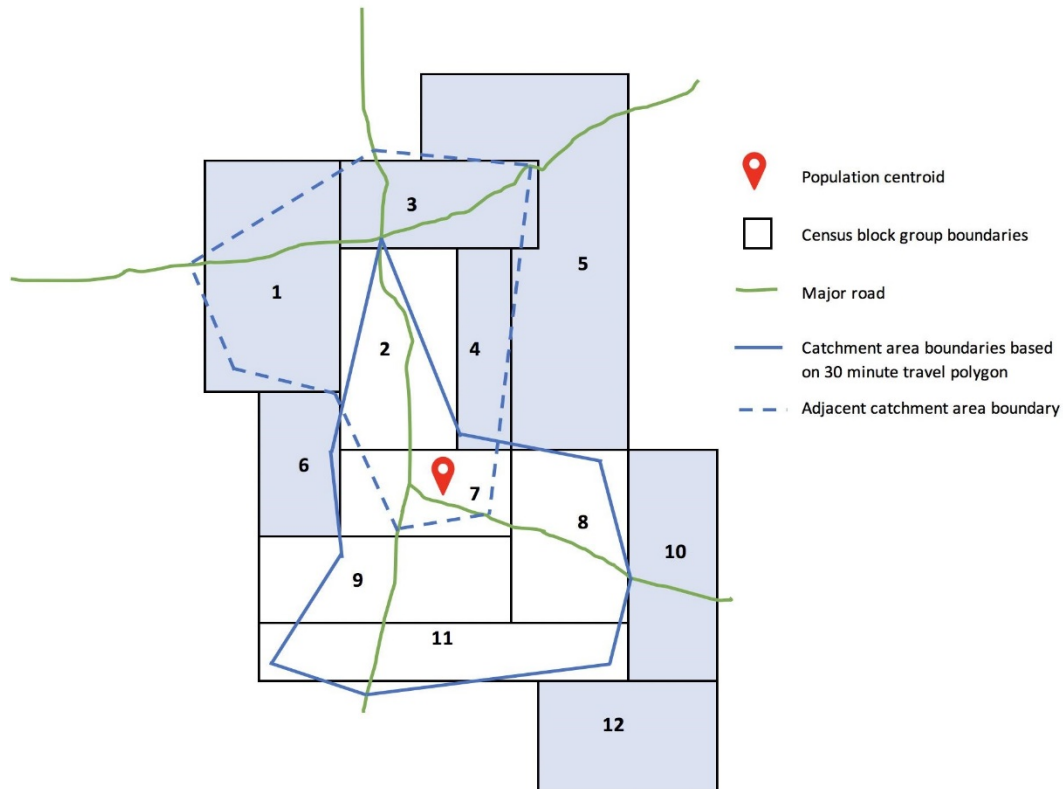 3
5
1
2
4
6
7
8
9
10
11
12
Population centroid
Census block group boundaries
Major road
Catchment area boundaries based
on 30 minute travel polygon
Adjacent catchment area boundary